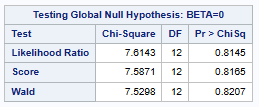 Testing Global Null Hypothesis: BETA=0
Test Chi-Square DF Pr > ChiSq
Likelihood Ratio 7.6143 12 0.8145
Score 7.5871 12 0.8165
Wald 7.5298 12 0.8207